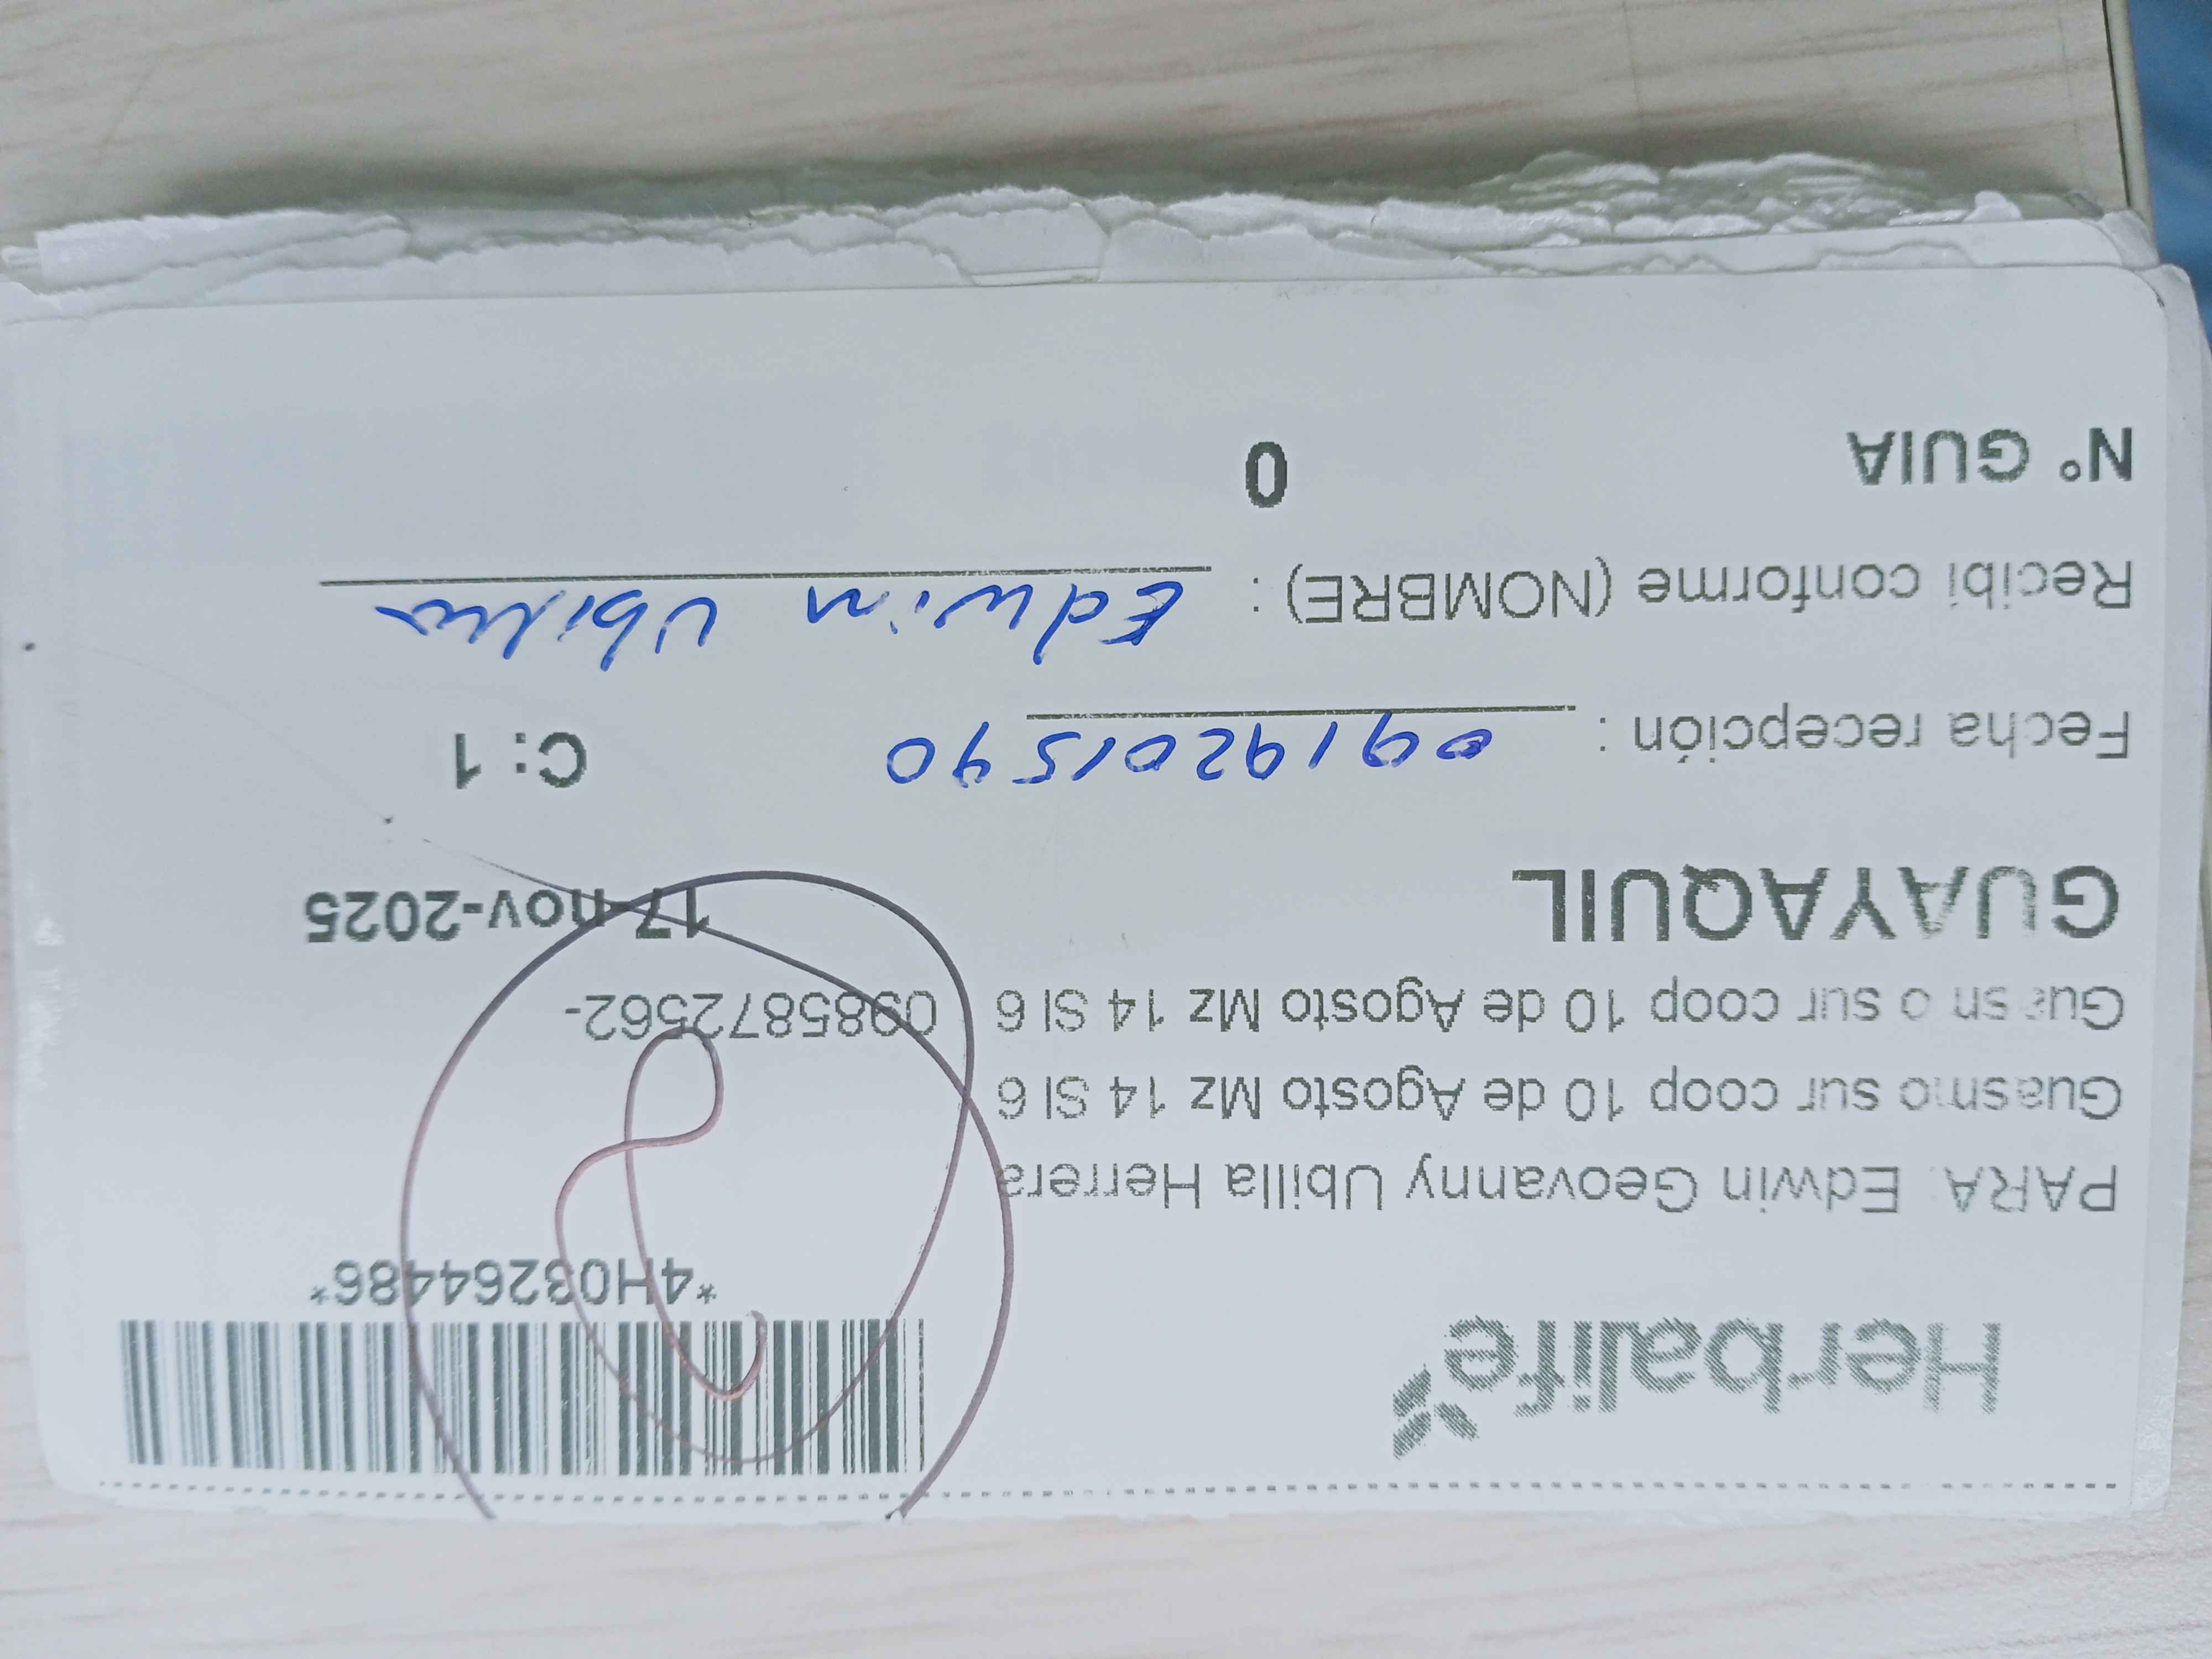 Herbalife
*4H03264486*
PARA: Edwin Geovanny Ubilla Herrera
Guasmo sur coop 10 de Agosto Mz 14 Sl 6
Guasmo sur coop 10 de Agosto Mz 14 Sl 6 0985872562-
GUAYAQUIL 17-nov-2025
Fecha recepción : 0919201590 C: 1
Recibí conforme (NOMBRE) : Edwin Ubilla
N° GUIA 0